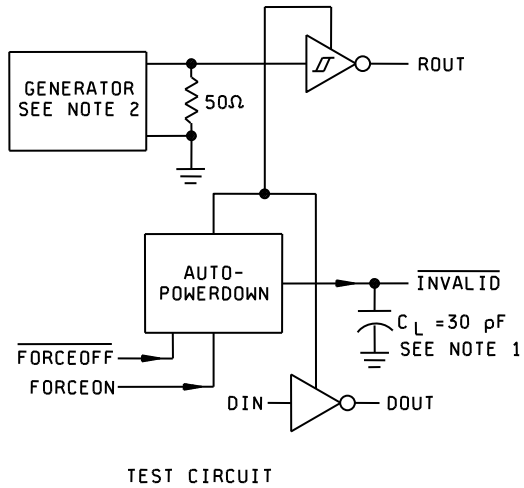 ROUT
GENERATOR
SEE NOTE 2
50Ω
AUTO-
POWERDOWN
INVALID
C L =30 pF
SEE NOTE 1
FORCEOFF
FORCEON
DIN
DOUT
TEST CIRCUIT